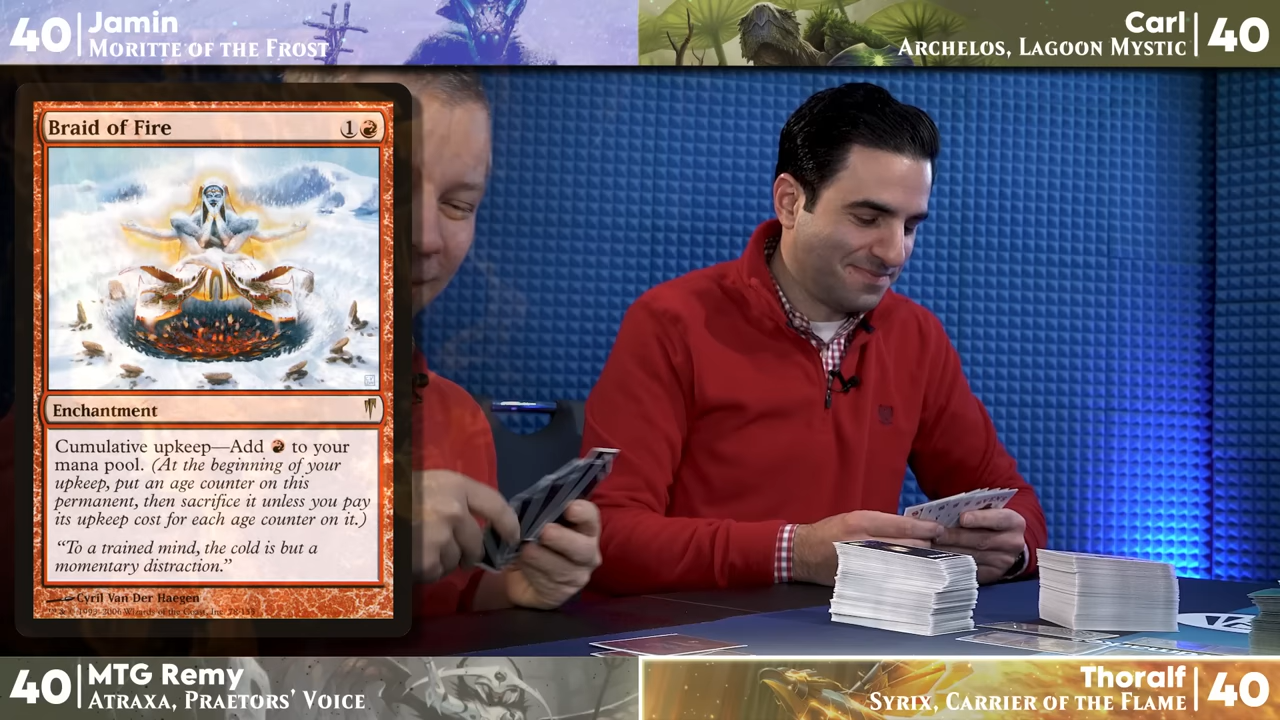 40 Jamin
Moritte of the Frost
Carl 40
Archelos, Lagoon Mystic
Braid of Fire 1
Enchantment
Cumulative upkeep—Add to your
mana pool. (At the beginning of your
upkeep, put an age counter on this
permanent, then sacrifice it unless you pay
its upkeep cost for each age counter on it.)
“To a trained mind, the cold is but a
momentary distraction.”
Cyril Van Der Haegen
40 MTG Remy
Atraxa, Praetors’ Voice
Thoralf 40
Syrix, Carrier of the Flame